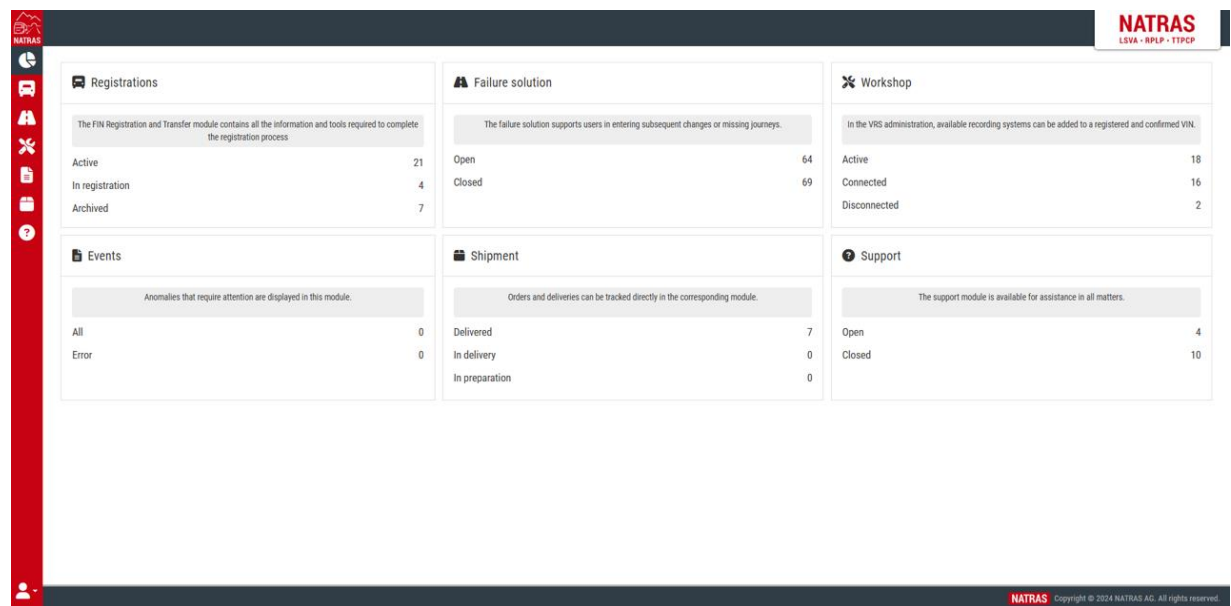 NATRAS
NATRAS
LSVA - RPLP - TTPCP
Registrations
The FIN Registration and Transfer module contains all the information and tools required to complete
the registration process
Active 21
In registration 4
Archived 7
Failure solution
The failure solution supports users in entering subsequent changes or missing journeys.
Open 64
Closed 69
Workshop
In the VRS administration, available recording systems can be added to a registered and confirmed VIN.
Active 18
Connected 16
Disconnected 2
Events
Anomalies that require attention are displayed in this module.
All 0
Error 0
Shipment
Orders and deliveries can be tracked directly in the corresponding module.
Delivered 7
In delivery 0
In preparation 0
Support
The support module is available for assistance in all matters.
Open 4
Closed 10
NATRAS Copyright © 2024 NATRAS AG. All rights reserved.